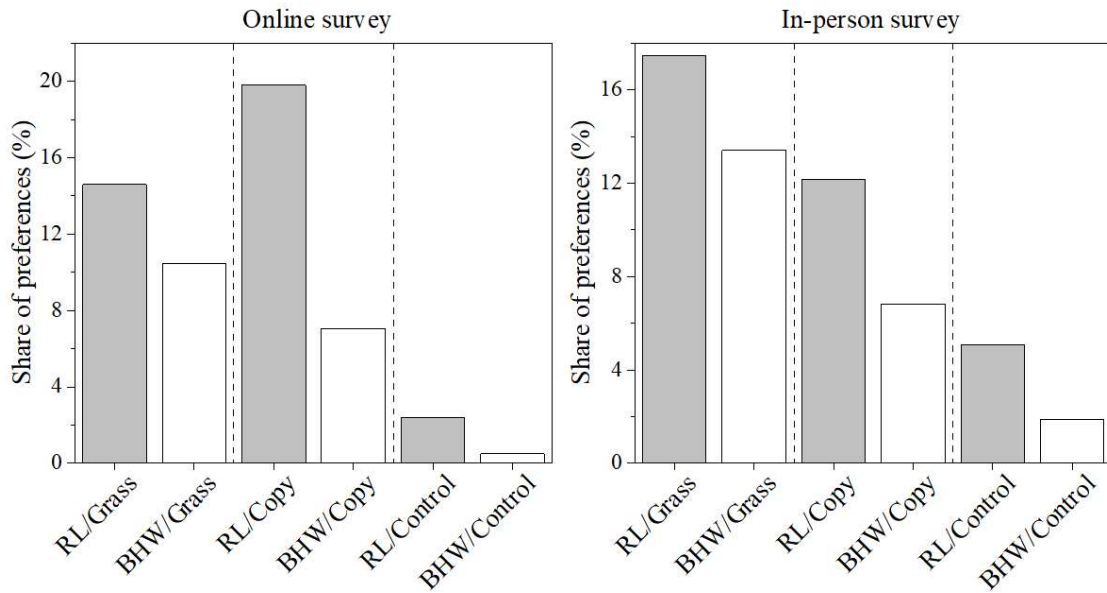 Online survey
Share of preferences (%)
20
16
12
8
4
0
RL/Grass
BHW/Grass
RL/Copy
BHW/Copy
RL/Control
BHW/Control
In-person survey
Share of preferences (%)
16
12
8
4
0
RL/Grass
BHW/Grass
RL/Copy
BHW/Copy
RL/Control
BHW/Control